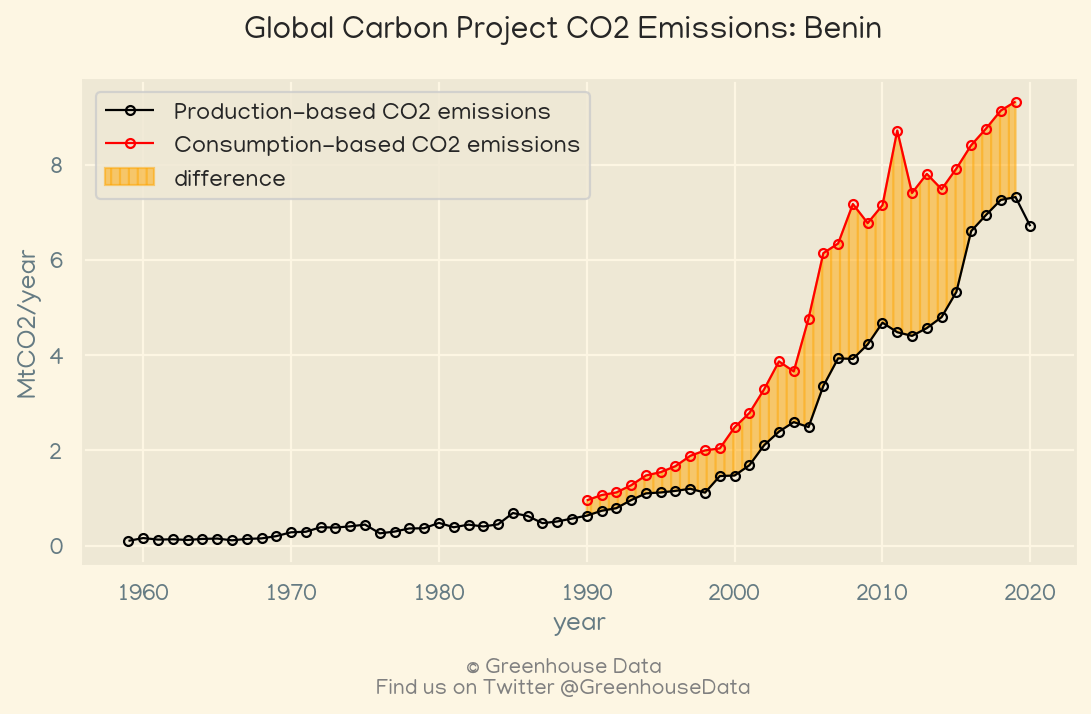 Global Carbon Project CO2 Emissions: Benin
Production-based CO2 emissions
Consumption-based CO2 emissions
difference
MtCO2/year
8
6
4
2
0
1960 1970 1980 1990 2000 2010 2020
year
© Greenhouse Data
Find us on Twitter @GreenhouseData